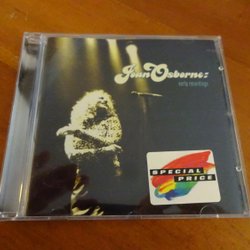 Joan Osborne:
early recordings
SPECIAL
PRICE